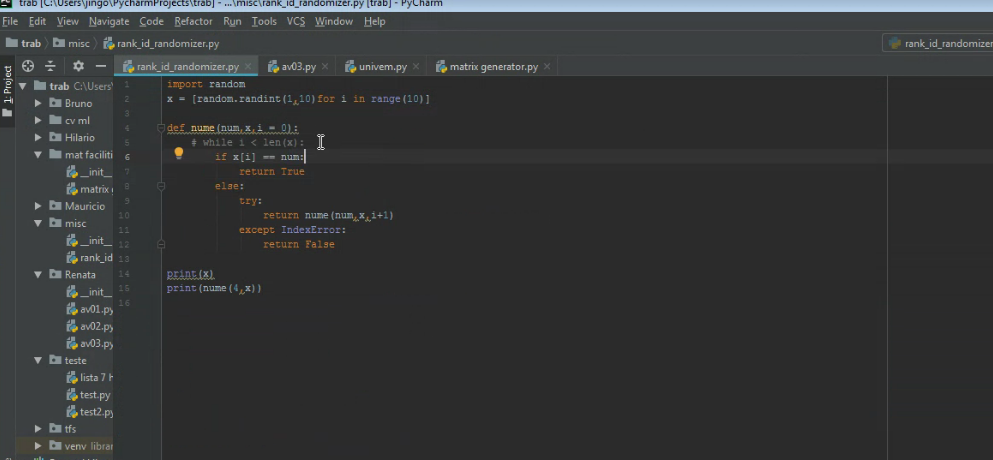 trab [C:\Users\jingo\PycharmProjects\trab] - ...\misc\rank_id_randomizer.py [trab] - PyCharm
File Edit View Navigate Code Refactor Run Tools VCS Window Help
trab misc rank_id_randomizer.py rank_id_randomizer
1: Project rank_id_randomizer.py av03.py univem.py matrix generator.py
trab C:\Users\
Bruno
cv ml
Hilario
mat faciliti
__init__
matrix
Mauricio
misc
__init__
rank_id
Renata
__init__
av01.py
av02.py
av03.py
teste
lista 7
test.py
test2.py
tfs
venv librar
1 import random
2 x = [random.randint(1,10)for i in range(10)]
3
4 def nume(num,x,i = 0):
5 # while i < len(x):
6 if x[i] == num:
7 return True
8 else:
9 try:
10 return nume(num,x,i+1)
11 except IndexError:
12 return False
13
14 print(x)
15 print(nume(4,x))
16